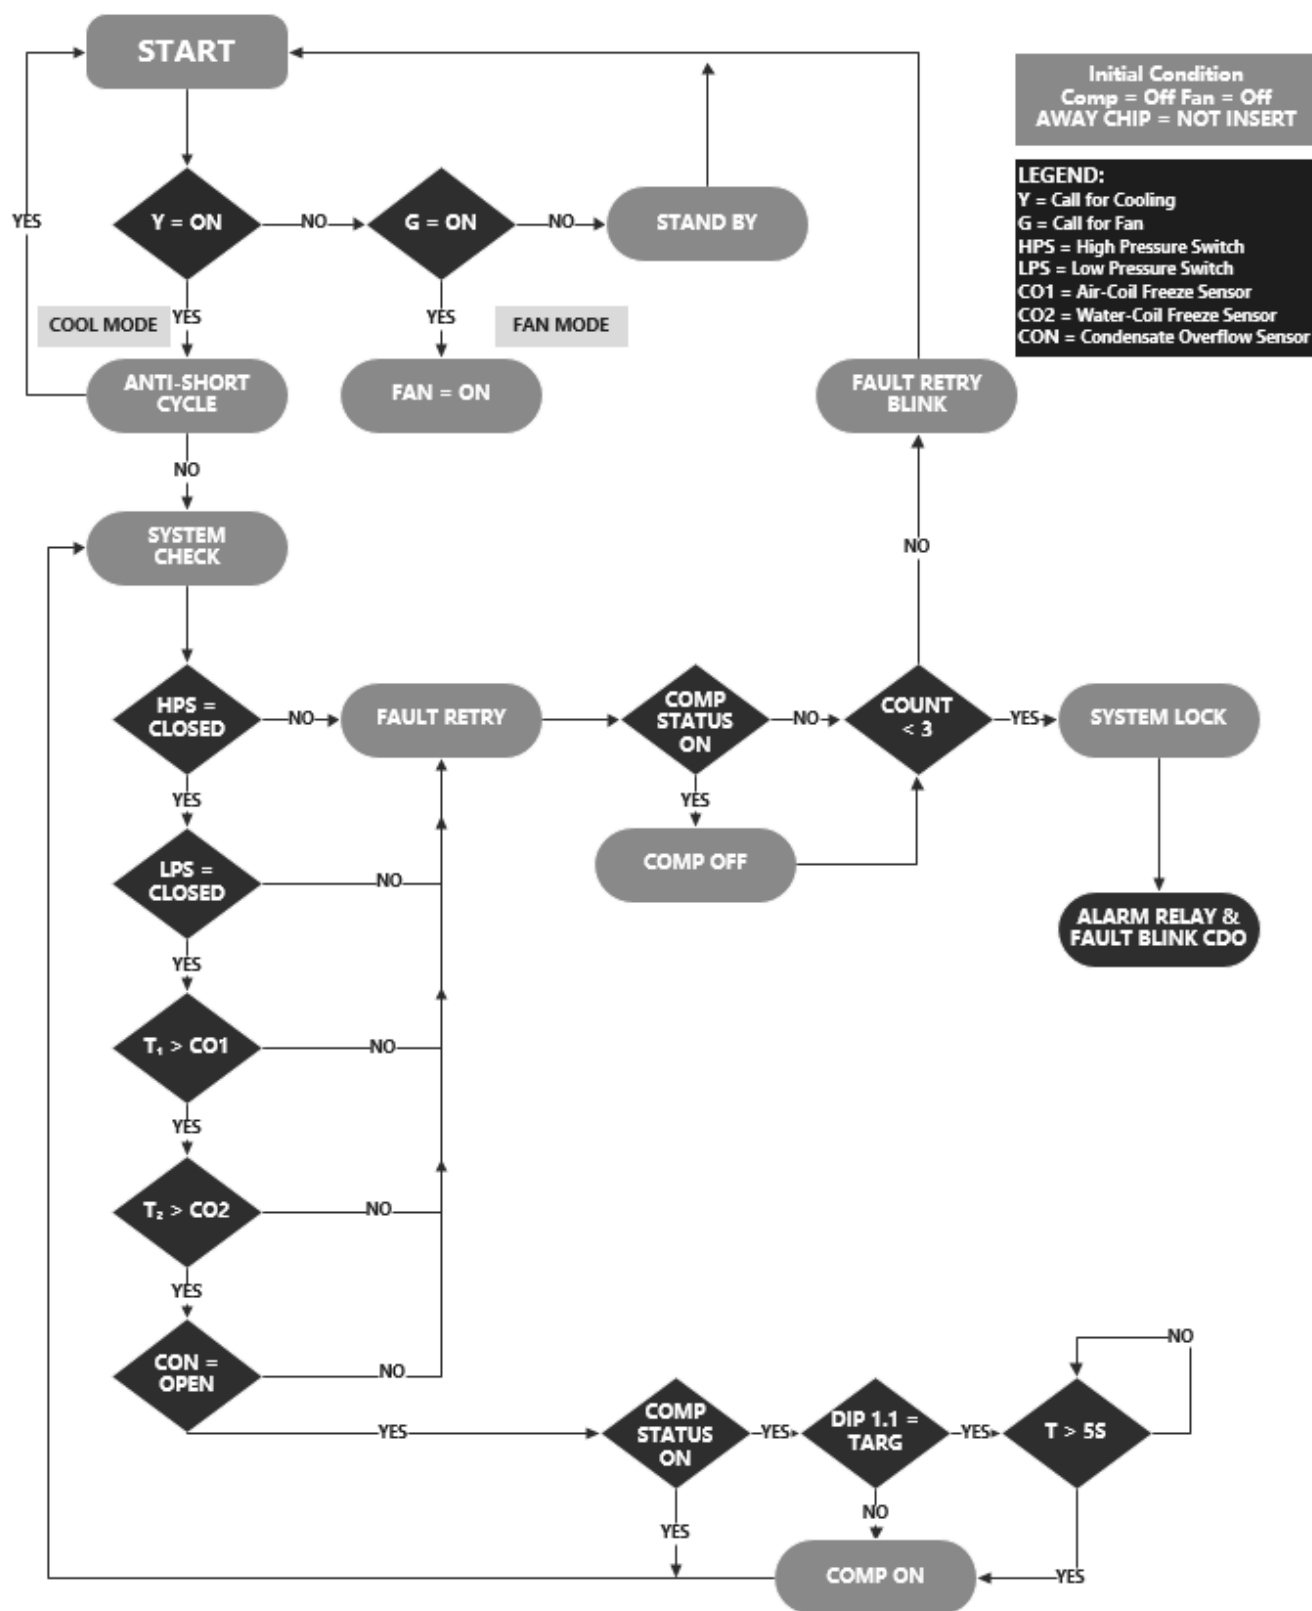 START
Initial Condition
Comp = Off Fan = Off
AWAY CHIP = NOT INSERT
LEGEND:
Y = Call for Cooling
G = Call for Fan
HPS = High Pressure Switch
LPS = Low Pressure Switch
CO1 = Air-Coil Freeze Sensor
CO2 = Water-Coil Freeze Sensor
CON = Condensate Overflow Sensor
YES
Y = ON
NO
G = ON
NO
STAND BY
COOL MODE
YES
YES
FAN MODE
ANTI-SHORT
CYCLE
FAN = ON
FAULT RETRY
BLINK
NO
SYSTEM
CHECK
NO
HPS =
CLOSED
NO
FAULT RETRY
COMP
STATUS
ON
NO
COUNT
< 3
YES
SYSTEM LOCK
YES
YES
LPS =
CLOSED
NO
COMP OFF
ALARM RELAY &
FAULT BLINK CDO
YES
T₁ > CO1
NO
YES
T₂ > CO2
NO
YES
CON =
OPEN
NO
YES
COMP
STATUS
ON
YES
DIP 1.1 =
TARG
YES
T > 5S
NO
YES
NO
COMP ON
YES